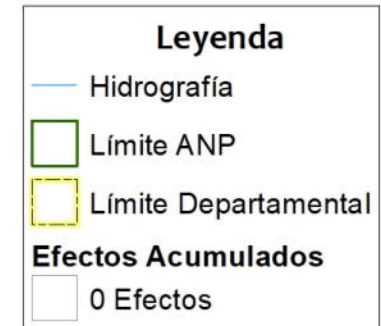 Leyenda
Hidrografía
Límite ANP
Límite Departamental
Efectos Acumulados
0 Efectos